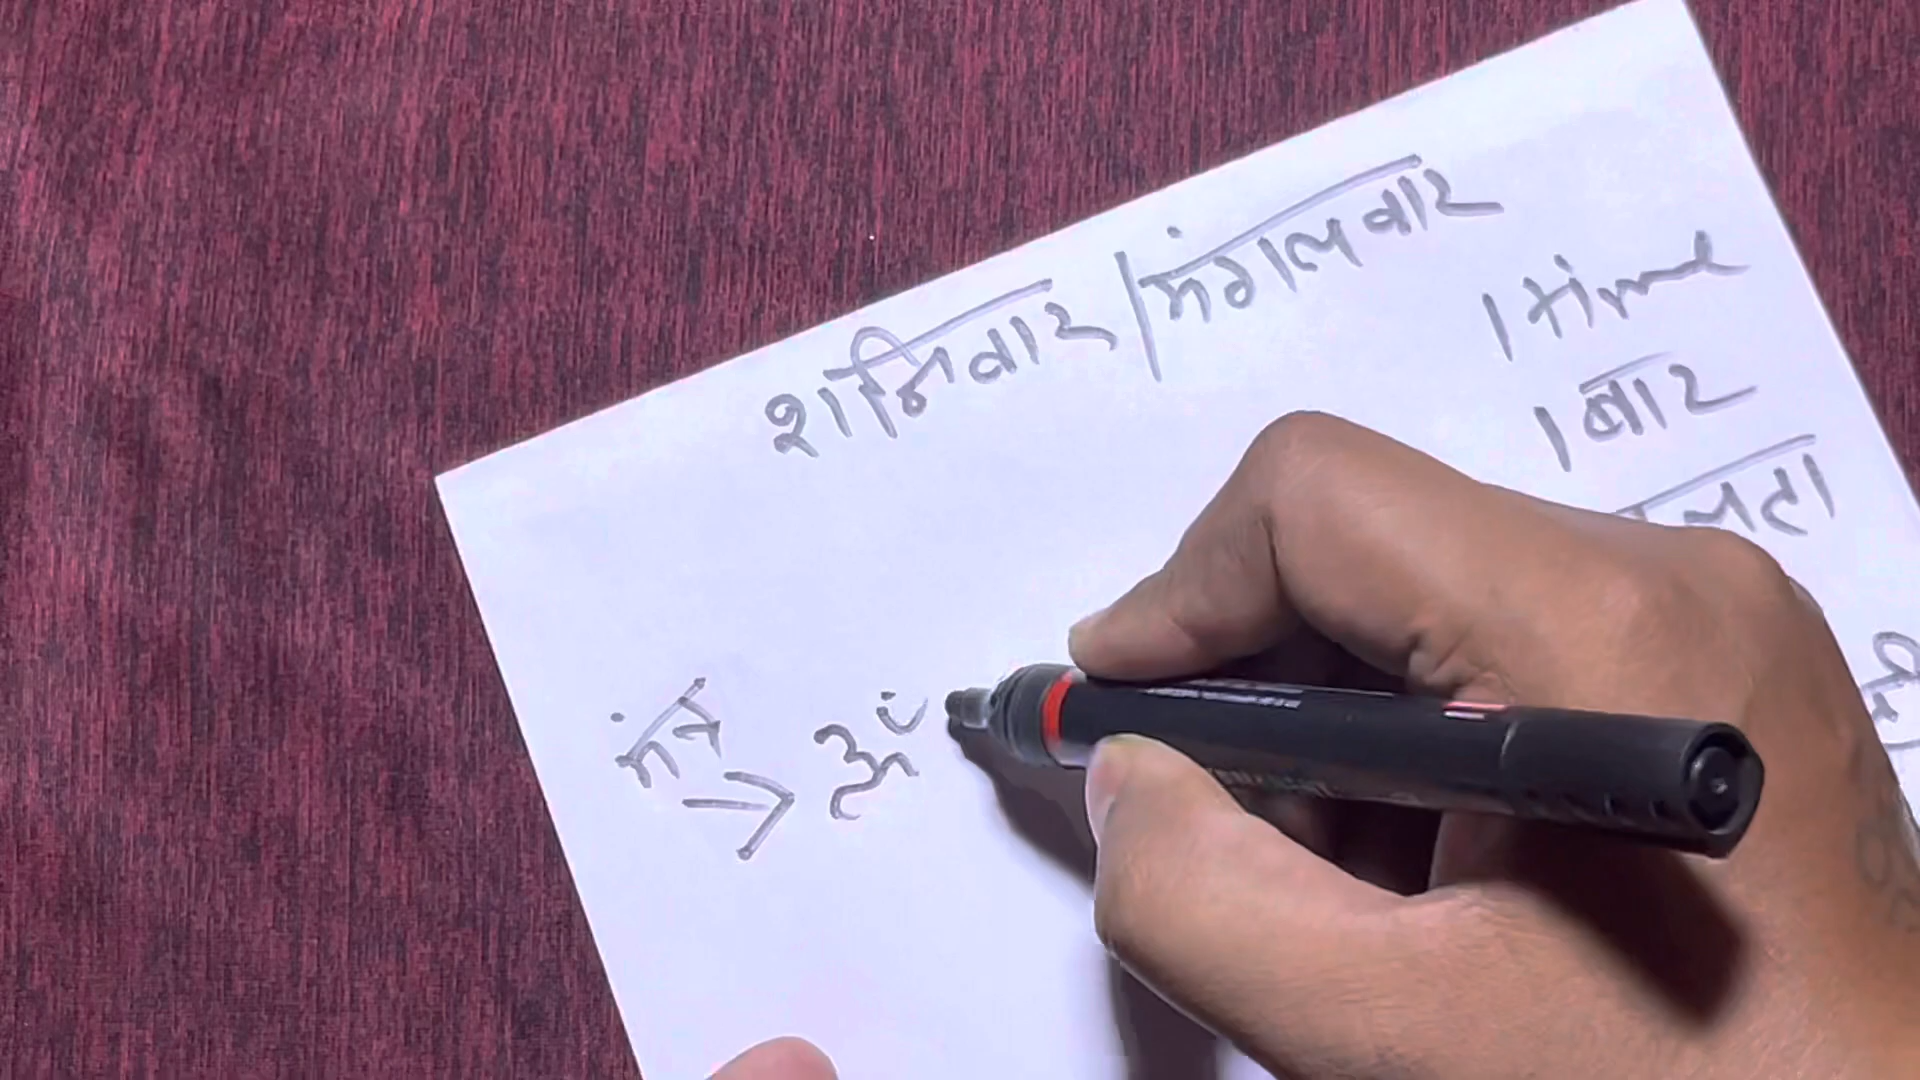 शनिवार/मंगलवार
1 time
1 बार
मंत्र
→ ॐ